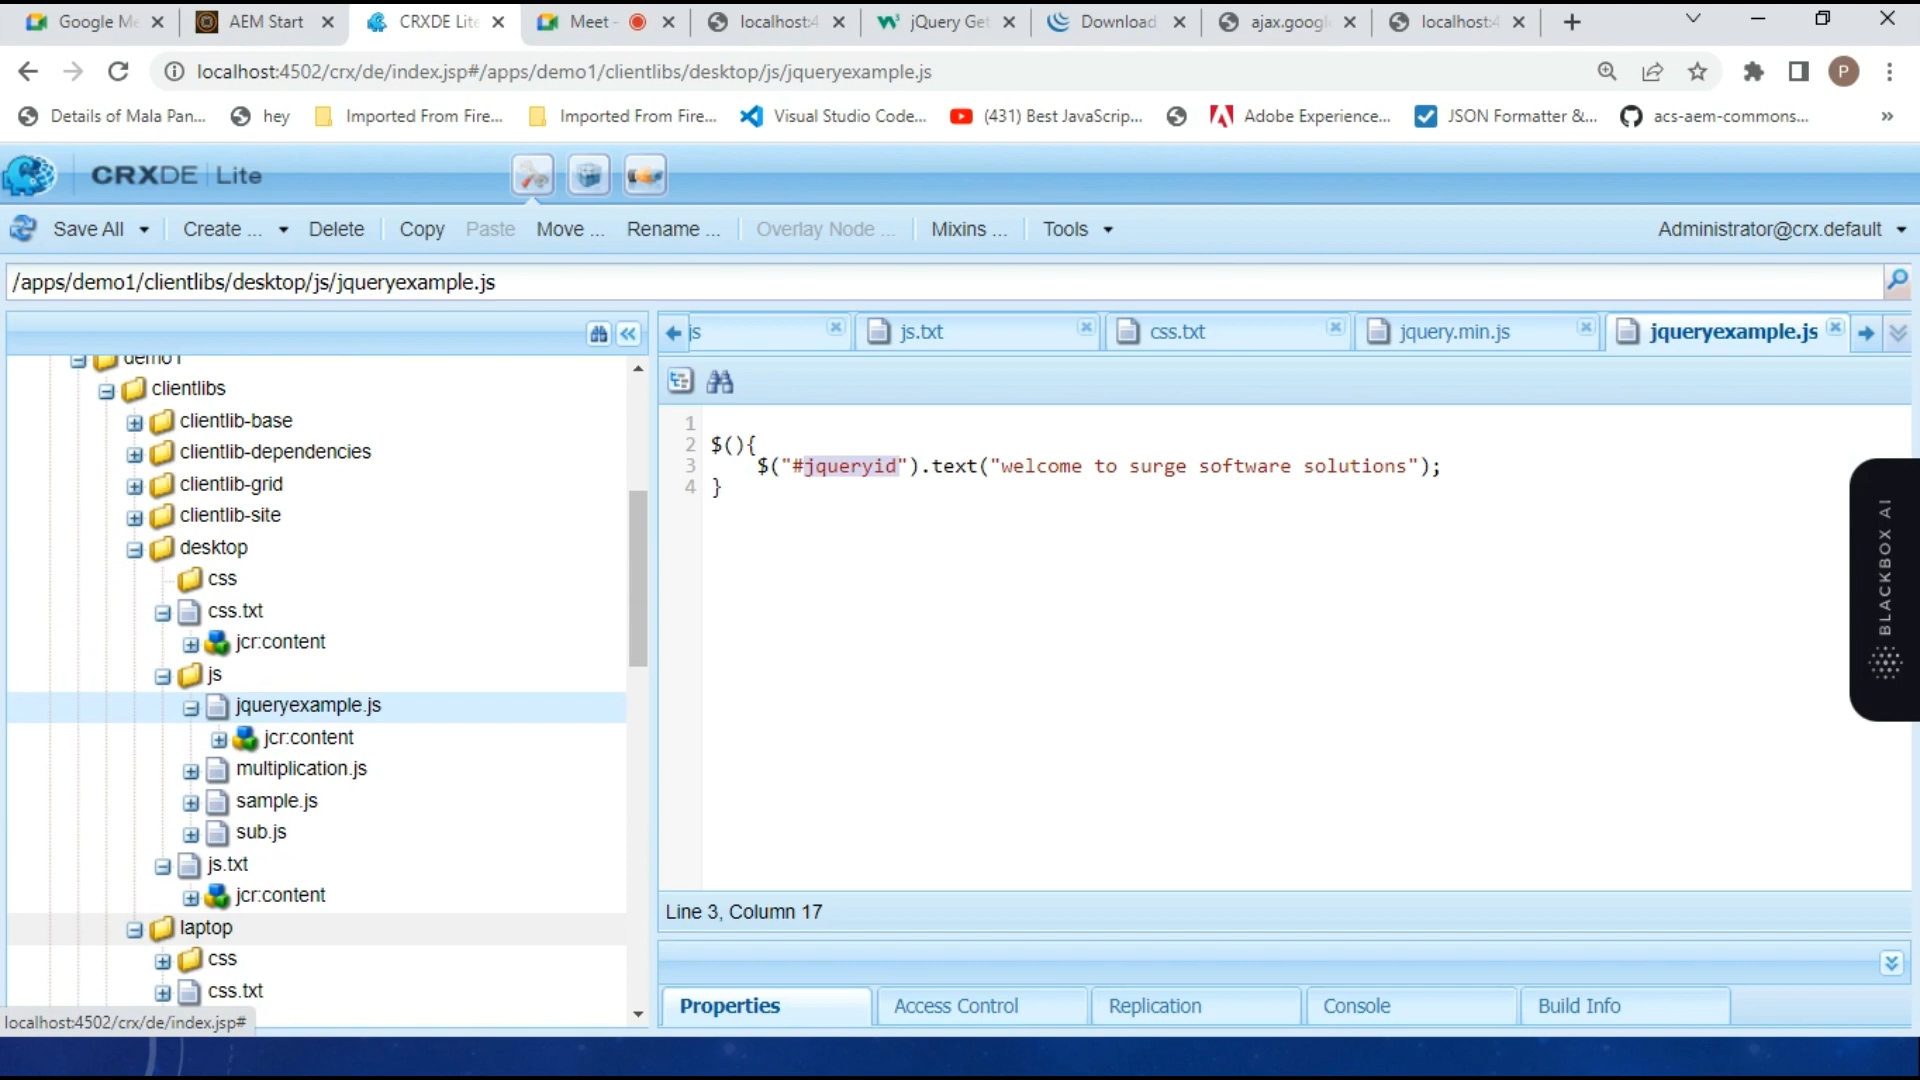 Google Me
AEM Start
CRXDE Lite
Meet -
localhost:4
jQuery Get
Download
ajax.googl
localhost:4
localhost:4502/crx/de/index.jsp#/apps/demo1/clientlibs/desktop/js/jqueryexample.js
P
Details of Mala Pan...
hey
Imported From Fire...
Imported From Fire...
Visual Studio Code...
(431) Best JavaScrip...
Adobe Experience...
JSON Formatter &...
acs-aem-commons...
»
CRXDE | Lite
Save All
Create ...
Delete
Copy
Paste
Move ...
Rename ...
Overlay Node ...
Mixins ...
Tools
Administrator@crx.default
/apps/demo1/clientlibs/desktop/js/jqueryexample.js
js
js.txt
css.txt
jquery.min.js
jqueryexample.js
demo1
clientlibs
clientlib-base
clientlib-dependencies
clientlib-grid
clientlib-site
desktop
css
css.txt
jcr:content
js
jqueryexample.js
jcr:content
multiplication.js
sample.js
sub.js
js.txt
jcr:content
laptop
css
css.txt
localhost:4502/crx/de/index.jsp#
1
2 $(){
3 $("#jqueryid").text("welcome to surge software solutions");
4 }
BLACKBOX AI
Line 3, Column 17
Properties
Access Control
Replication
Console
Build Info